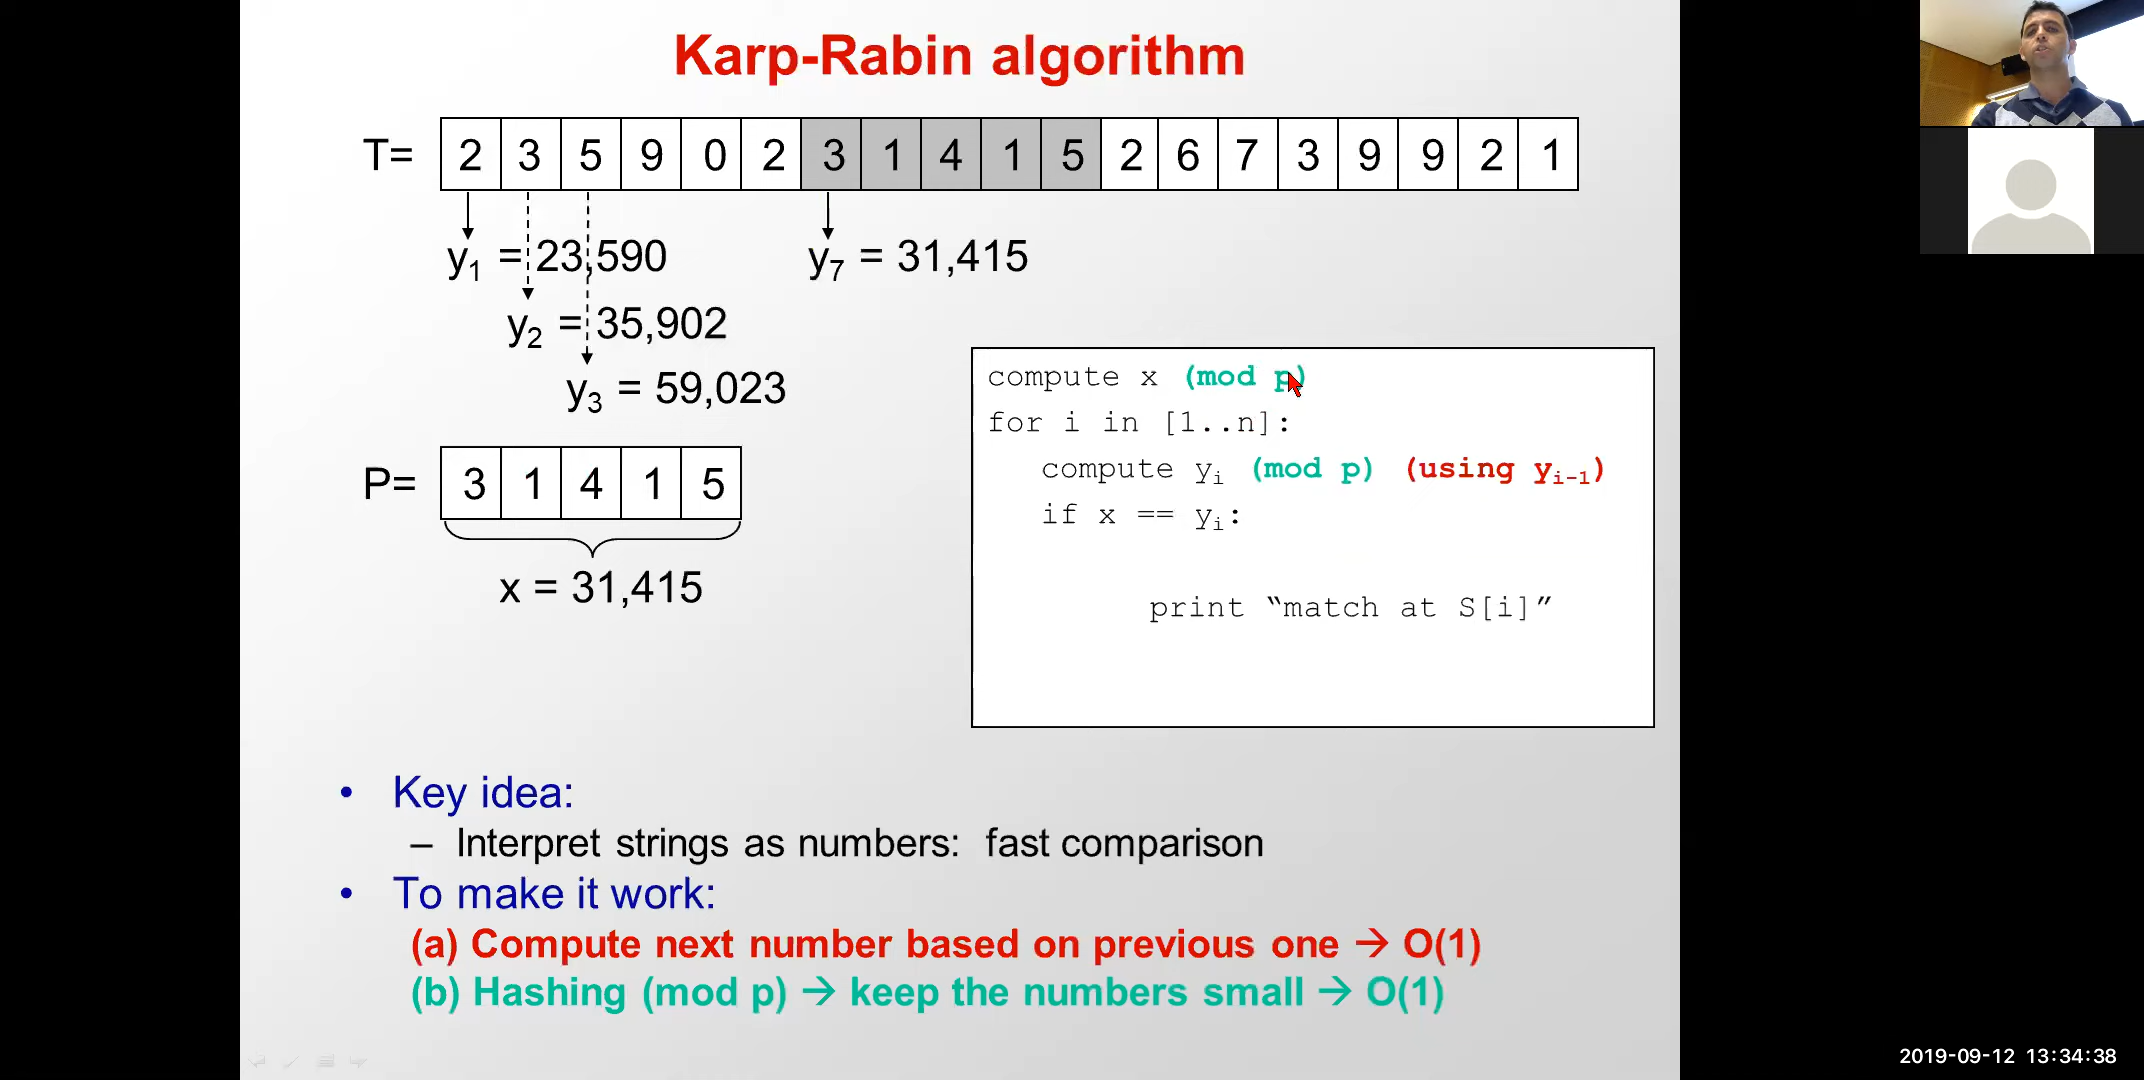 Karp-Rabin algorithm
T= 2 3 5 9 0 2 3 1 4 1 5 2 6 7 3 9 9 2 1
y1 = 23,590 y7 = 31,415
y2 = 35,902
y3 = 59,023
P= 3 1 4 1 5
x = 31,415
compute x (mod p)
for i in [1..n]:
compute yi (mod p) (using yi-1)
if x == yi:
print “match at S[i]”
• Key idea:
– Interpret strings as numbers: fast comparison
• To make it work:
(a) Compute next number based on previous one → O(1)
(b) Hashing (mod p) → keep the numbers small → O(1)
2019-09-12 13:34:38